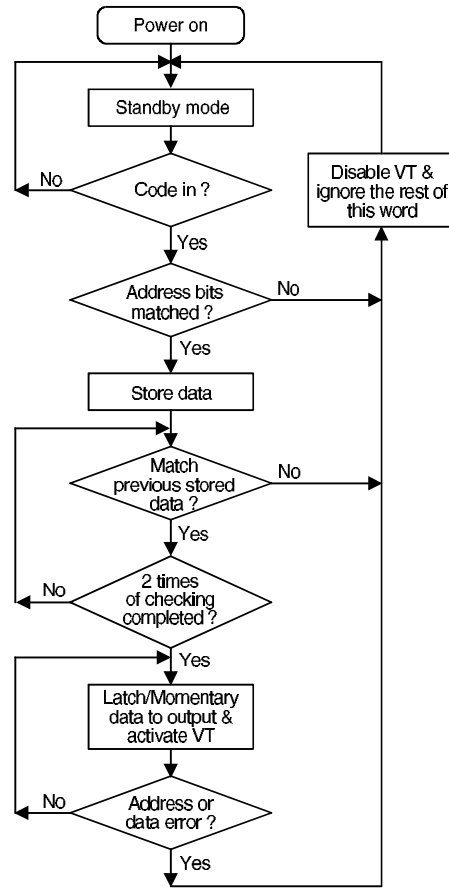 Power on
Standby mode
No
Code in ?
Yes
Disable VT &
ignore the rest of
this word
Address bits
matched ?
No
Yes
Store data
Match
previous stored
data ?
No
Yes
2 times
of checking
completed ?
No
Yes
Latch/Momentary
data to output &
activate VT
No
Address or
data error ?
Yes